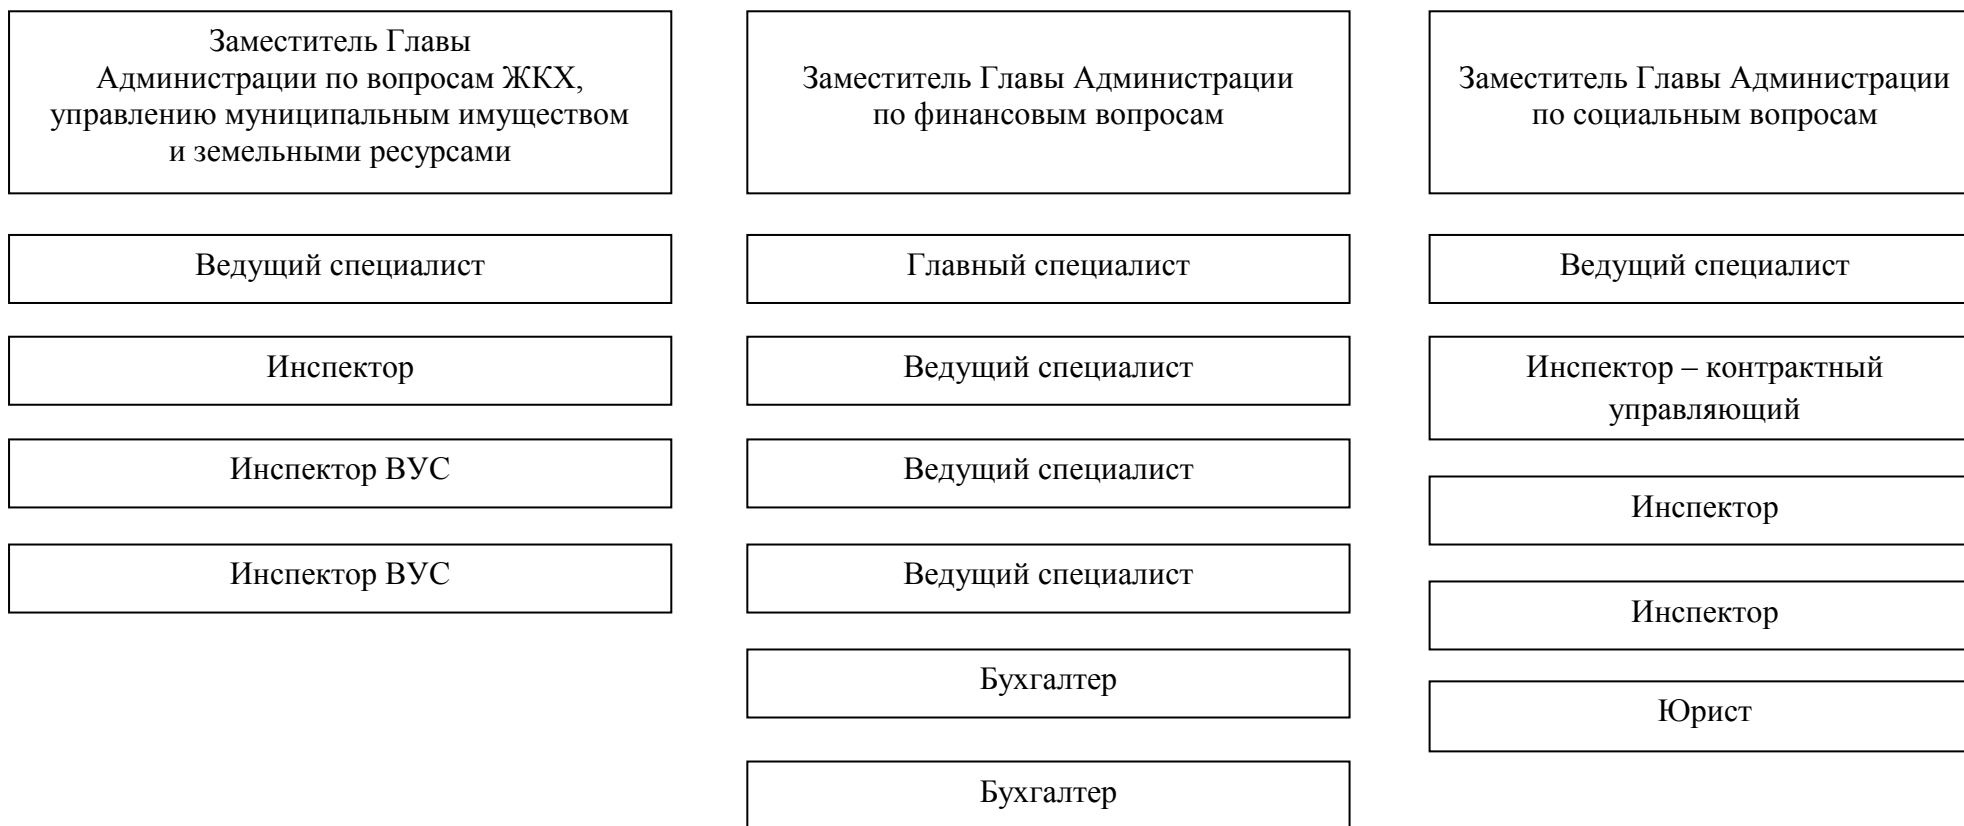 Заместитель Главы
Администрации по вопросам ЖКХ,
управлению муниципальным имуществом
и земельными ресурсами
Ведущий специалист
Инспектор
Инспектор ВУС
Инспектор ВУС
Заместитель Главы Администрации
по финансовым вопросам
Главный специалист
Ведущий специалист
Ведущий специалист
Ведущий специалист
Бухгалтер
Бухгалтер
Заместитель Главы Администрации
по социальным вопросам
Ведущий специалист
Инспектор – контрактный
управляющий
Инспектор
Инспектор
Юрист